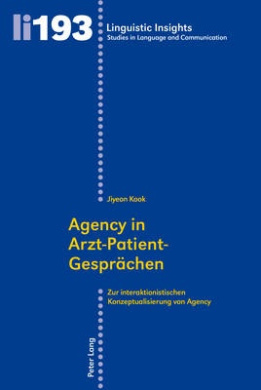 li193
Linguistic Insights
Studies in Language and Communication
Jiyeon Kook
Agency in
Arzt-Patient-
Gesprächen
Zur interaktionistischen
Konzeptualisierung von Agency
Peter Lang